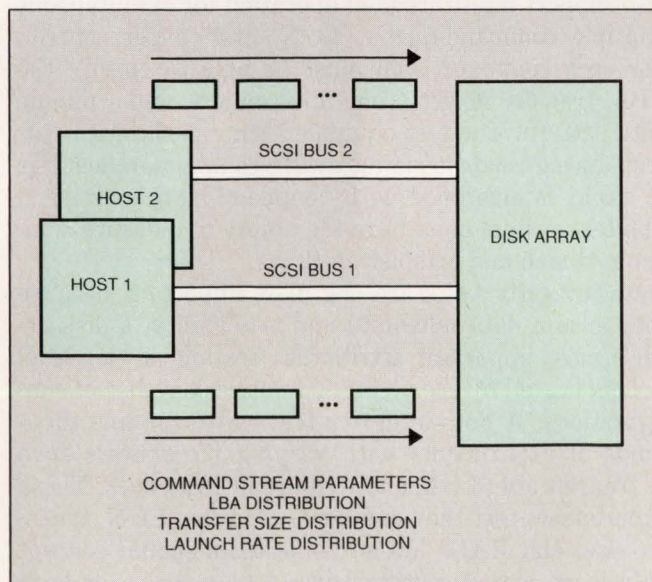 ...
SCSI BUS 2
HOST 2
DISK ARRAY
HOST 1
SCSI BUS 1
...
COMMAND STREAM PARAMETERS
LBA DISTRIBUTION
TRANSFER SIZE DISTRIBUTION
LAUNCH RATE DISTRIBUTION